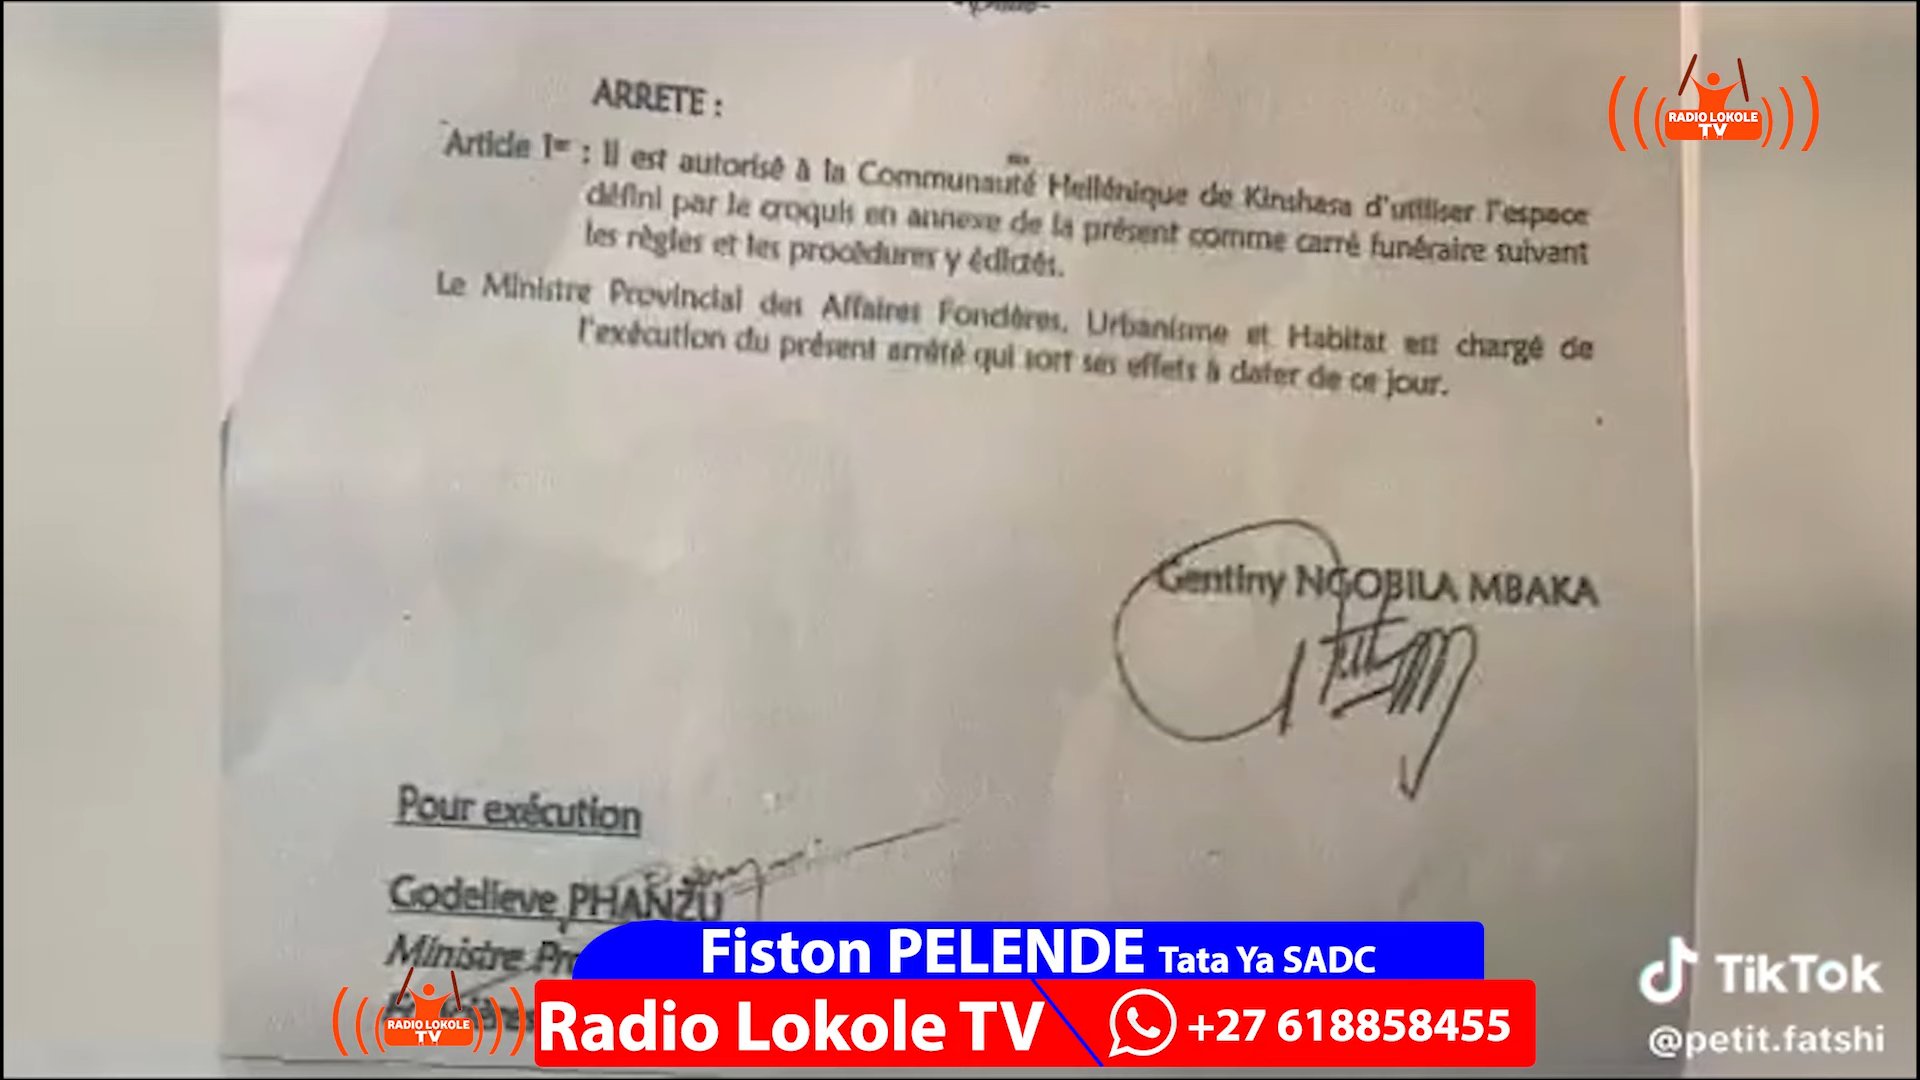 ARRETE :
Article 1er : Il est autorisé à la Communauté Hellénique de Kinshasa d'utiliser l'espace
défini par le croquis en annexe de la présent comme carré funéraire suivant
les règles et les procédures y édictés.
Le Ministre Provincial des Affaires Foncières, Urbanisme et Habitat est chargé de
l'exécution du présent arrêté qui sort ses effets à dater de ce jour.
Gentiny NGOBILA MBAKA
Pour exécution
Godelieve PHANZU
Ministre Pr
RADIO LOKOLE
TV
Fiston PELENDE Tata Ya SADC
RADIO LOKOLE
TV
Radio Lokole TV
+27 618858455
TikTok
@petit.fatshi